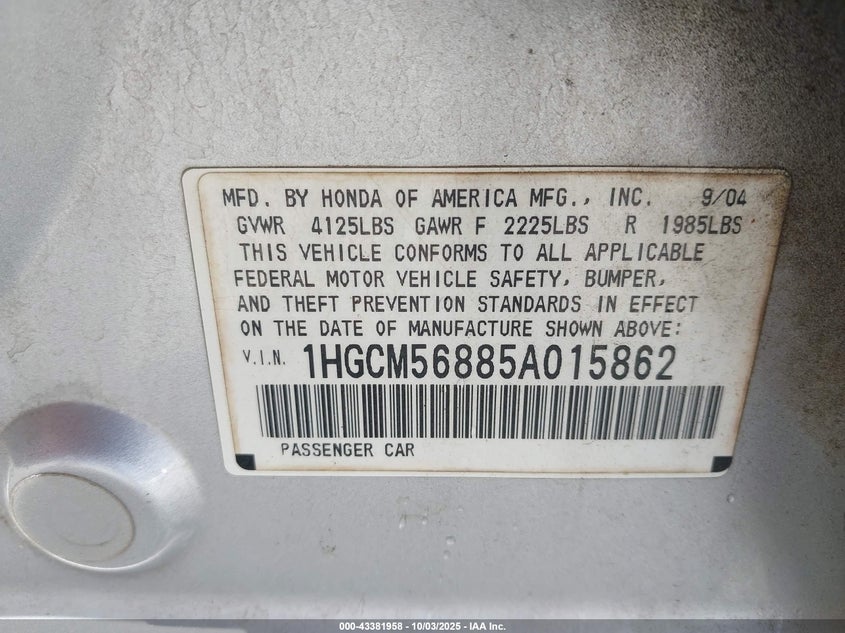 MFD. BY HONDA OF AMERICA MFG., INC. 9/04
GVWR 4125LBS GAWR F 2225LBS R 1985LBS
THIS VEHICLE CONFORMS TO ALL APPLICABLE
FEDERAL MOTOR VEHICLE SAFETY, BUMPER,
AND THEFT PREVENTION STANDARDS IN EFFECT
ON THE DATE OF MANUFACTURE SHOWN ABOVE:
V.I.N. 1HGCM56885A015862
PASSENGER CAR
000-43381958 - 10/03/2025 - IAA Inc.